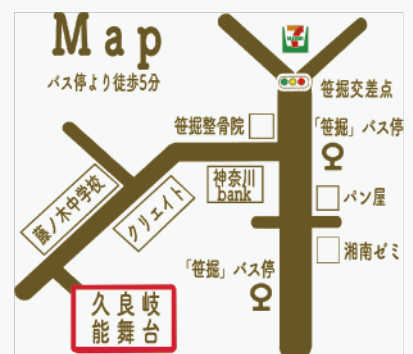 Map
バス停より徒歩5分
笹掘交差点
笹掘整骨院
「笹掘」バス停
神奈川
bank
パン屋
藤ノ木中学校
クリエイト
湘南ゼミ
「笹掘」バス停
久良岐
能舞台